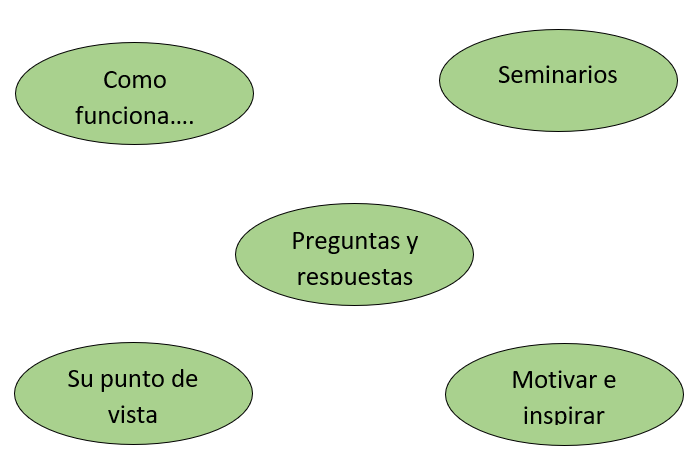 Como
funciona....
Seminarios
Preguntas y
respuestas
Su punto de
vista
Motivar e
inspirar